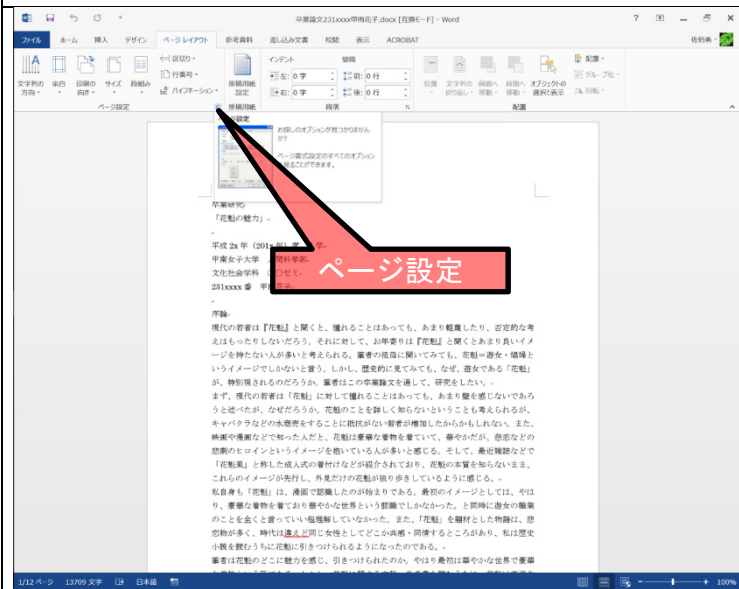 卒業論文231xxxx甲南花子.docx [互換モード] - Word
ファイル ホーム 挿入 デザイン ページ レイアウト 参考資料 差し込み文書 校閲 表示 ACROBAT
文字列の方向 余白 印刷の向き サイズ 段組み
区切り
行番号
ハイフネーション
ページ設定
原稿用紙設定
原稿用紙
インデント 間隔
左: 0 字 前: 0 行
右: 0 字 後: 0 行
段落
位置 文字列の折り返し 前面へ移動 背面へ移動 オブジェクトの選択と表示
配置
グループ化
回転
配置
お探しのオプションが見つかりませんか?
ページ書式設定のすべてのオプション
ることができます。
ページ設定
卒業研究
「花魁の魅力」
平成 2x 年（201x
甲南女子大学
文化社会学科
231xxxx 番
序論
現代の若者は『花魁』と聞くと、憧れることはあっても、あまり軽蔑したり、否定的な考
えはもったりしないだろう。それに対して、お年寄りは『花魁』と聞くとあまり良いイメ
ージを持たない人が多いと考えられる。筆者の祖母に聞いてみても、花魁＝遊女・娼婦と
いうイメージでしかないと言う。しかし、歴史的に見てみても、なぜ、遊女である「花魁」
が、特別視されるのだろうか。筆者はこの卒業論文を通して、研究をしたい。
まず、現代の若者は「花魁」に対して憧れることはあっても、あまり壁を感じないであろ
うと述べたが、なぜだろうか。花魁のことを詳しく知らないということも考えられるが、
キャバクラなどの水商売をすることに抵抗がない若者が増加したからかもしれない。また、
映画や漫画などで知った人だと、花魁は豪華な着物を着ていて、華やかだが、悲恋などの
悲劇のヒロインというイメージを抱いている人が多いと感じる。そして、最近雑誌などで
「花魁風」と称した成人式の着付けなどが紹介されており、花魁の本質を知らないまま、
これらのイメージが先行し、外見だけの花魁が独り歩きしているように感じる。
私自身も「花魁」は、漫画で認識したのが始まりである。最初のイメージとしては、やは
り、豪華な着物を着ており華やかな世界という認識でしかなかった。と同時に遊女の職業
のことを全くと言っていい程理解していなかった。また、「花魁」を題材とした物語は、悲
恋物が多く、時代は違えど同じ女性としてどこか共感・同情するところがあり、私は歴史
小説を読むうちに花魁に引きつけられるようになったのである。
筆者は花魁のどこに魅力を感じ、引きつけられたのか。やはり最初は華やかな世界で豪華
1/12 ページ 13709 文字 日本語 100%